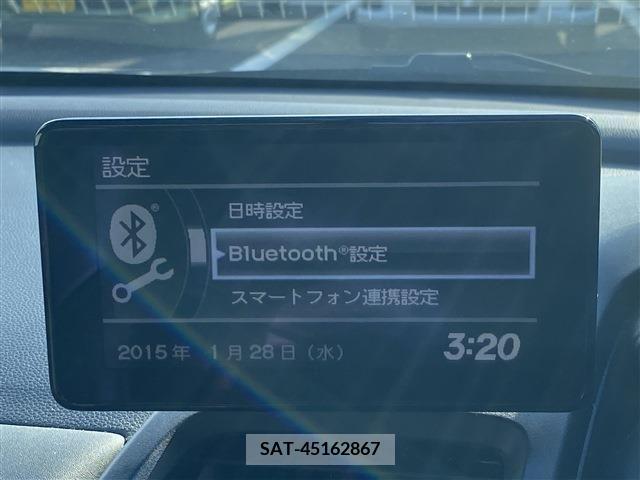 設定
日時設定
Bluetooth®設定
スマートフォン連携設定
2015年 1月28日（水） 3:20
SAT-45162867